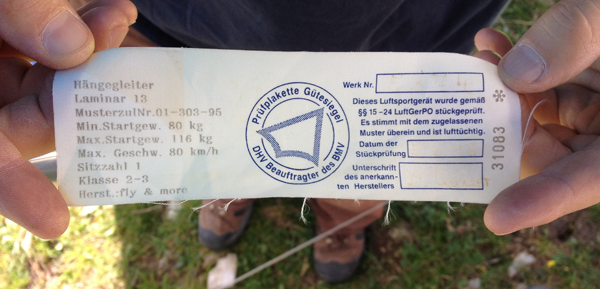 Hängegleiter
Laminar 13
MusterzulNr.01-303-95
Min.Startgew. 80 kg
Max.Startgew. 116 kg
Max. Geschw. 80 km/h
Sitzzahl 1
Klasse 2-3
Herst.:fly & more
Prüfplakette Gütesiegel
DHV Beauftragter des BMV
Werk Nr.
Dieses Luftsportgerät wurde gemäß
§§ 15-24 LuftGerPO stückgeprüft.
Es stimmt mit dem zugelassenen
Muster überein und ist lufttüchtig.
Datum der
Stückprüfung
Unterschrift
des anerkann-
ten Herstellers
31083 *